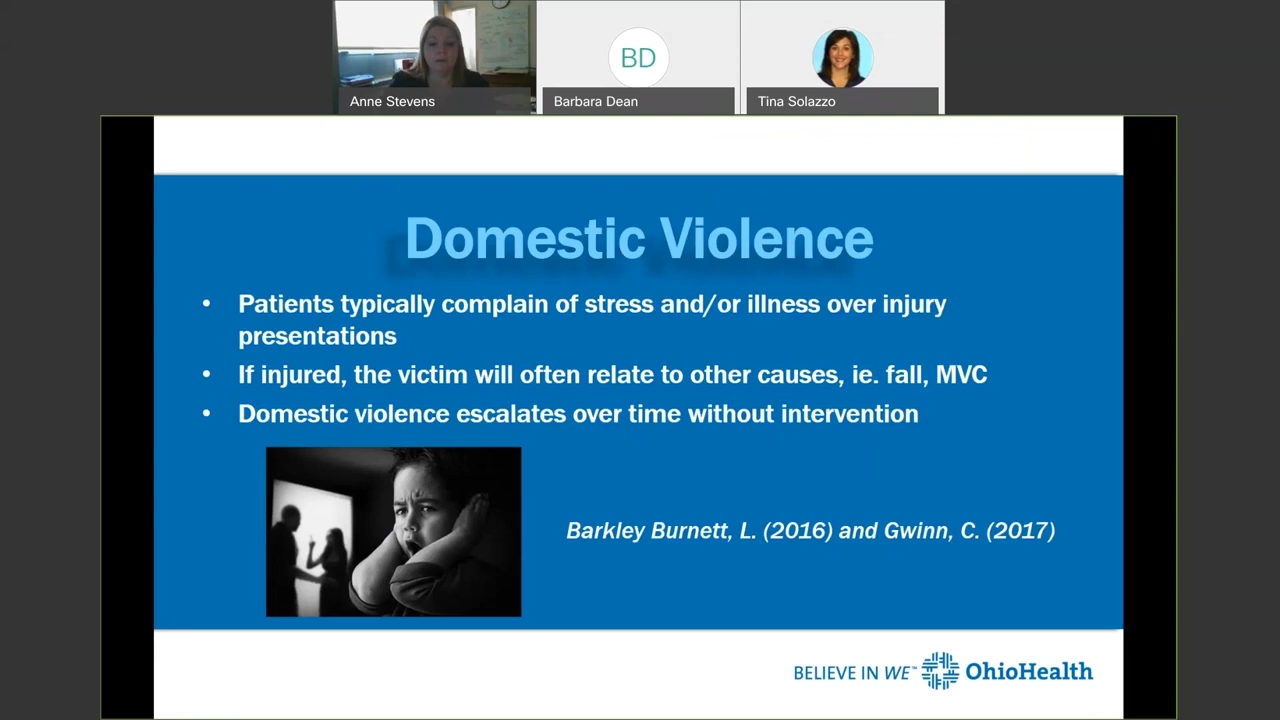 Anne Stevens
BD
Barbara Dean
Tina Solazzo
Domestic Violence
• Patients typically complain of stress and/or illness over injury
presentations
• If injured, the victim will often relate to other causes, ie. fall, MVC
• Domestic violence escalates over time without intervention
Barkley Burnett, L. (2016) and Gwinn, C. (2017)
BELIEVE IN WE™ OhioHealth